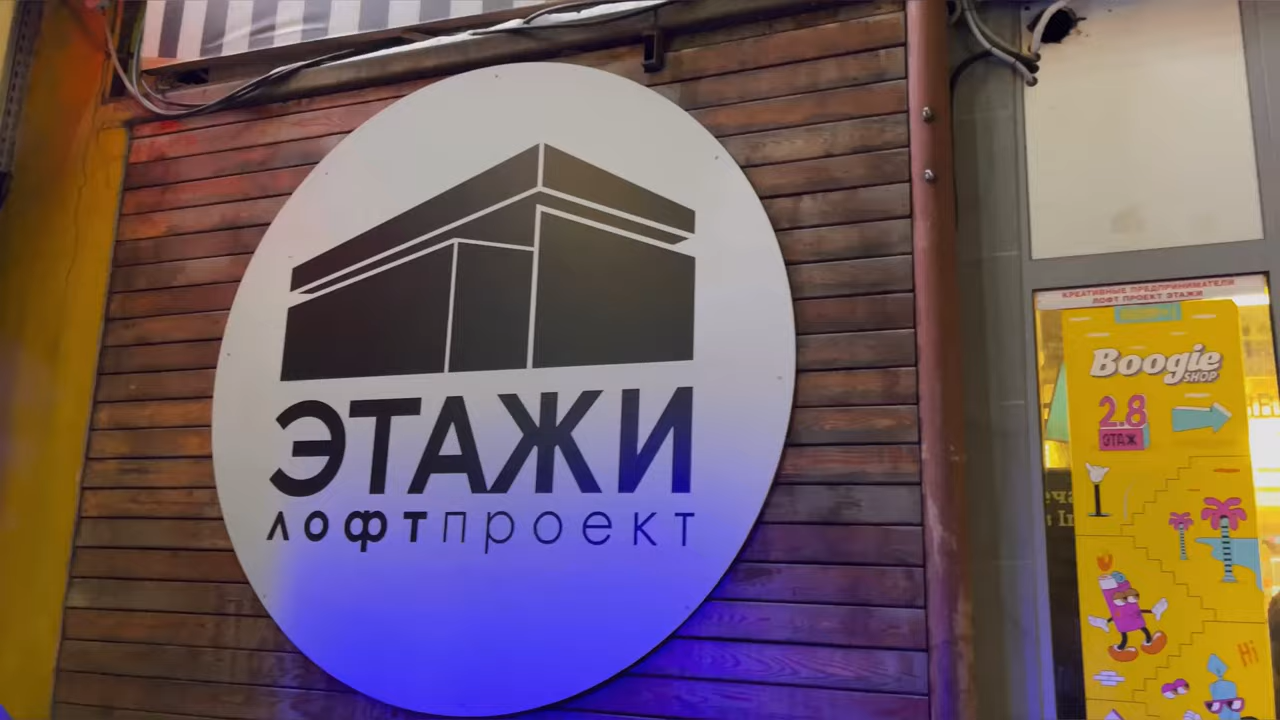 ЭТАЖИ
лофтпроект
КРЕАТИВНЫЕ ПРЕДПРИНИМАТЕЛИ
ЛОФТ ПРОЕКТ ЭТАЖИ
Boogie
SHOP
2.8
ЭТАЖ
Hi